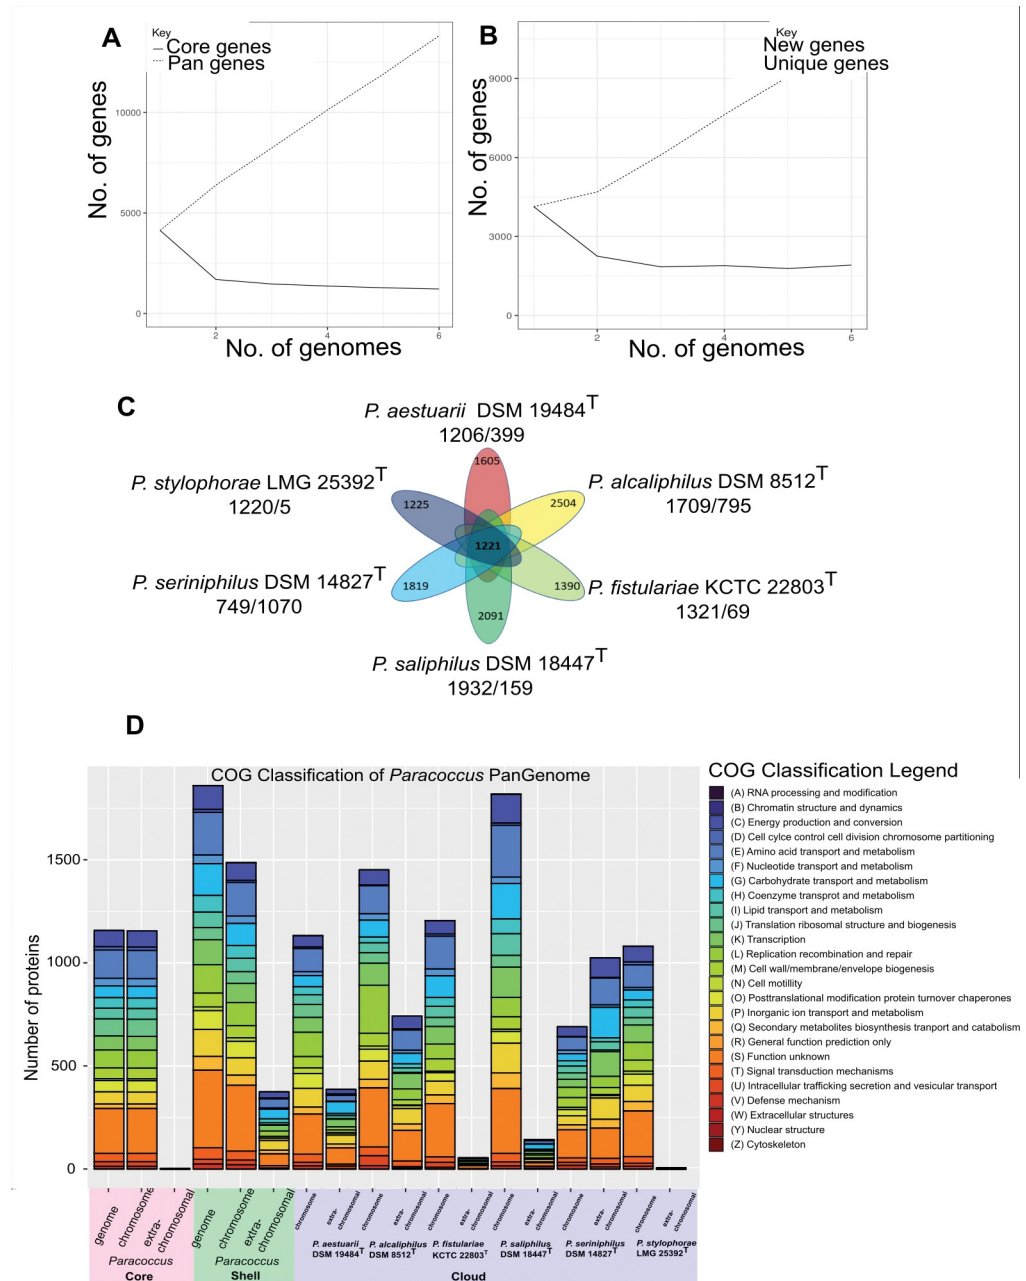 A
Key
Core genes
Pan genes
10000
5000
0
No. of genes
2
4
6
No. of genomes
B
Key
New genes
Unique genes
9000
6000
3000
0
No. of genes
2
4
6
No. of genomes
C
P. aestuarii DSM 19484T
1206/399
1605
P. stylophorae LMG 25392T
1220/5
1225
P. alcaliphilus DSM 8512T
1709/795
2504
1221
P. seriniphilus DSM 14827T
749/1070
1819
P. fistulariae KCTC 22803T
1321/69
1390
2091
P. saliphilus DSM 18447T
1932/159
D
COG Classification of Paracoccus PanGenome
Number of proteins
1500
1000
500
0
genome
chromosome
extra-chromosomal
Paracoccus
Core
genome
chromosome
extra-chromosomal
Paracoccus
Shell
chromosome
extra-chromosomal
P. aestuarii
DSM 19484T
chromosome
extra-chromosomal
P. alcaliphilus
DSM 8512T
chromosome
extra-chromosomal
P. fistulariae
KCTC 22803T
chromosome
extra-chromosomal
P. saliphilus
DSM 18447T
chromosome
extra-chromosomal
P. seriniphilus
DSM 14827T
chromosome
extra-chromosomal
P. stylophorae
LMG 25392T
Cloud
COG Classification Legend
(A) RNA processing and modification
(B) Chromatin structure and dynamics
(C) Energy production and conversion
(D) Cell cylce control cell division chromosome partitioning
(E) Amino acid transport and metabolism
(F) Nucleotide transport and metabolism
(G) Carbohydrate transport and metabolism
(H) Coenzyme transprot and metabolism
(I) Lipid transport and metabolism
(J) Translation ribosomal structure and biogenesis
(K) Transcription
(L) Replication recombination and repair
(M) Cell wall/membrane/envelope biogenesis
(N) Cell motillity
(O) Posttranslational modification protein turnover chaperones
(P) Inorganic ion transport and metabolism
(Q) Secondary metabolites biosynthesis tranport and catabolism
(R) General function prediction only
(S) Function unknown
(T) Signal transduction mechanisms
(U) Intracellular trafficking secretion and vesicular transport
(V) Defense mechanism
(W) Extracellular structures
(Y) Nuclear structure
(Z) Cytoskeleton